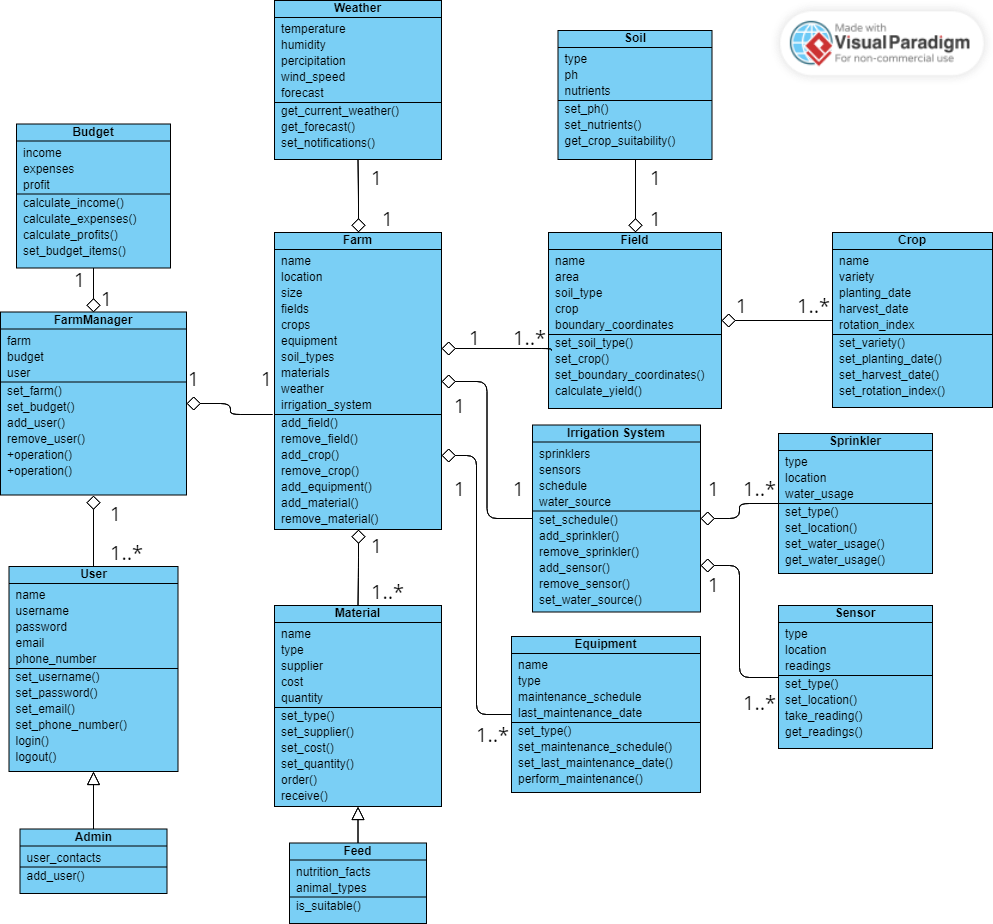 Weather
temperature
humidity
percipitation
wind_speed
forecast
get_current_weather()
get_forecast()
set_notifications()
Soil
type
ph
nutrients
set_ph()
set_nutrients()
get_crop_suitability()
Made with
Visual Paradigm
For non-commercial use
Budget
income
expenses
profit
calculate_income()
calculate_expenses()
calculate_profits()
set_budget_items()
1
1
1
1
1
1
FarmManager
farm
budget
user
set_farm()
set_budget()
add_user()
remove_user()
+operation()
+operation()
1
1
Farm
name
location
size
fields
crops
equipment
soil_types
materials
weather
irrigation_system
add_field()
remove_field()
add_crop()
remove_crop()
add_equipment()
add_material()
remove_material()
1
1..*
Field
name
area
soil_type
crop
boundary_coordinates
set_soil_type()
set_crop()
set_boundary_coordinates()
calculate_yield()
1
1..*
Crop
name
variety
planting_date
harvest_date
rotation_index
set_variety()
set_planting_date()
set_harvest_date()
set_rotation_index()
1
1
1
Irrigation System
sprinklers
sensors
schedule
water_source
set_schedule()
add_sprinkler()
remove_sprinkler()
add_sensor()
remove_sensor()
set_water_source()
1
1..*
Sprinkler
type
location
water_usage
set_type()
set_location()
set_water_usage()
get_water_usage()
1
1..*
User
name
username
password
email
phone_number
set_username()
set_password()
set_email()
set_phone_number()
login()
logout()
1
1..*
Material
name
type
supplier
cost
quantity
set_type()
set_supplier()
set_cost()
set_quantity()
order()
receive()
1..*
Equipment
name
type
maintenance_schedule
last_maintenance_date
set_type()
set_maintenance_schedule()
set_last_maintenance_date()
perform_maintenance()
1
1..*
Sensor
type
location
readings
set_type()
set_location()
take_reading()
get_readings()
Admin
user_contacts
add_user()
Feed
nutrition_facts
animal_types
is_suitable()